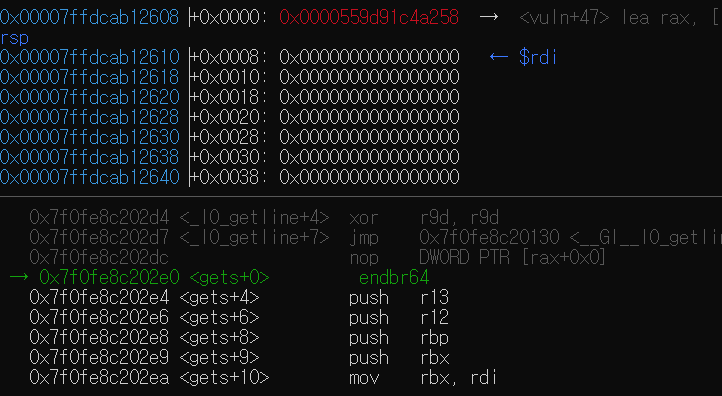 0x00007ffdcab12608│+0x0000: 0x0000559d91c4a258  →  <vuln+47> lea rax, [
rsp
0x00007ffdcab12610│+0x0008: 0x0000000000000000   ← $rdi
0x00007ffdcab12618│+0x0010: 0x0000000000000000
0x00007ffdcab12620│+0x0018: 0x0000000000000000
0x00007ffdcab12628│+0x0020: 0x0000000000000000
0x00007ffdcab12630│+0x0028: 0x0000000000000000
0x00007ffdcab12638│+0x0030: 0x0000000000000000
0x00007ffdcab12640│+0x0038: 0x0000000000000000
0x7f0fe8c202d4 <_IO_getline+4>  xor    r9d, r9d
0x7f0fe8c202d7 <_IO_getline+7>  jmp    0x7f0fe8c20130 <__GI__IO_getli
0x7f0fe8c202dc                  nop    DWORD PTR [rax+0x0]
→ 0x7f0fe8c202e0 <gets+0>         endbr64
0x7f0fe8c202e4 <gets+4>         push   r13
0x7f0fe8c202e6 <gets+6>         push   r12
0x7f0fe8c202e8 <gets+8>         push   rbp
0x7f0fe8c202e9 <gets+9>         push   rbx
0x7f0fe8c202ea <gets+10>        mov    rbx, rdi